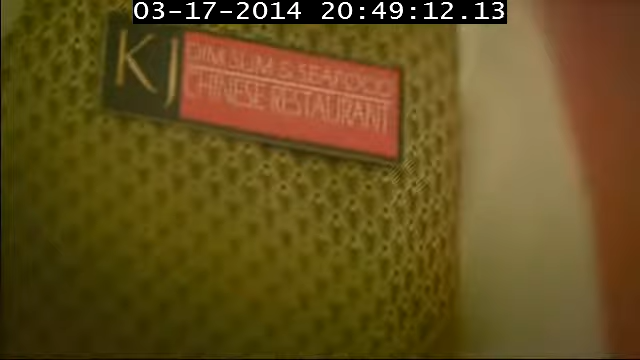 03-17-2014 20:49:12.13
KJ
DIM SUM & SEAFOOD
CHINESE RESTAURANT